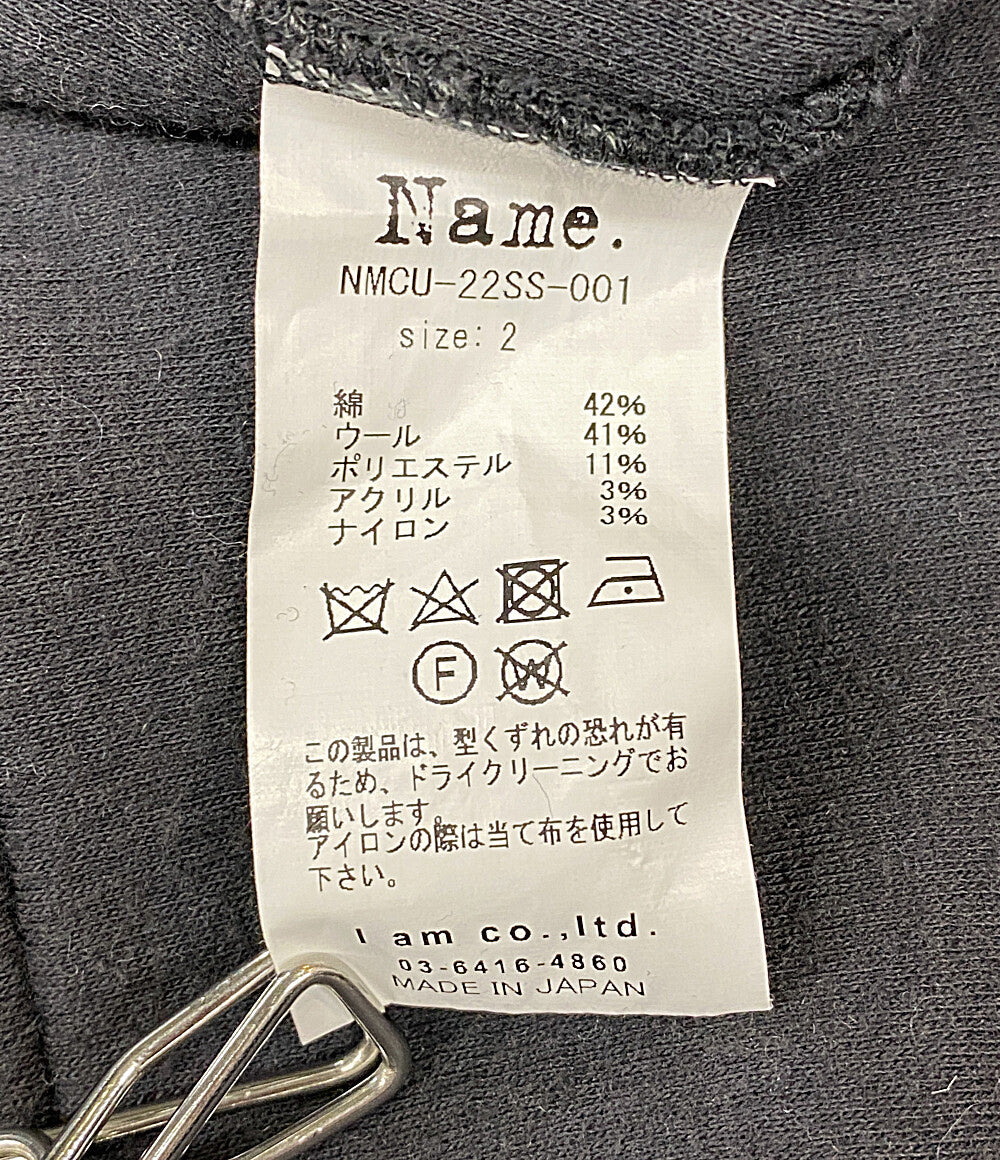 Name.
NMCU-22SS-001
size: 2
綿 42%
ウール 41%
ポリエステル 11%
アクリル 3%
ナイロン 3%
F W
この製品は、型くずれの恐れが有
るため、ドライクリーニングでお
願いします。
アイロンの際は当て布を使用して
下さい。
I am co.,ltd.
03-6416-4860
MADE IN JAPAN